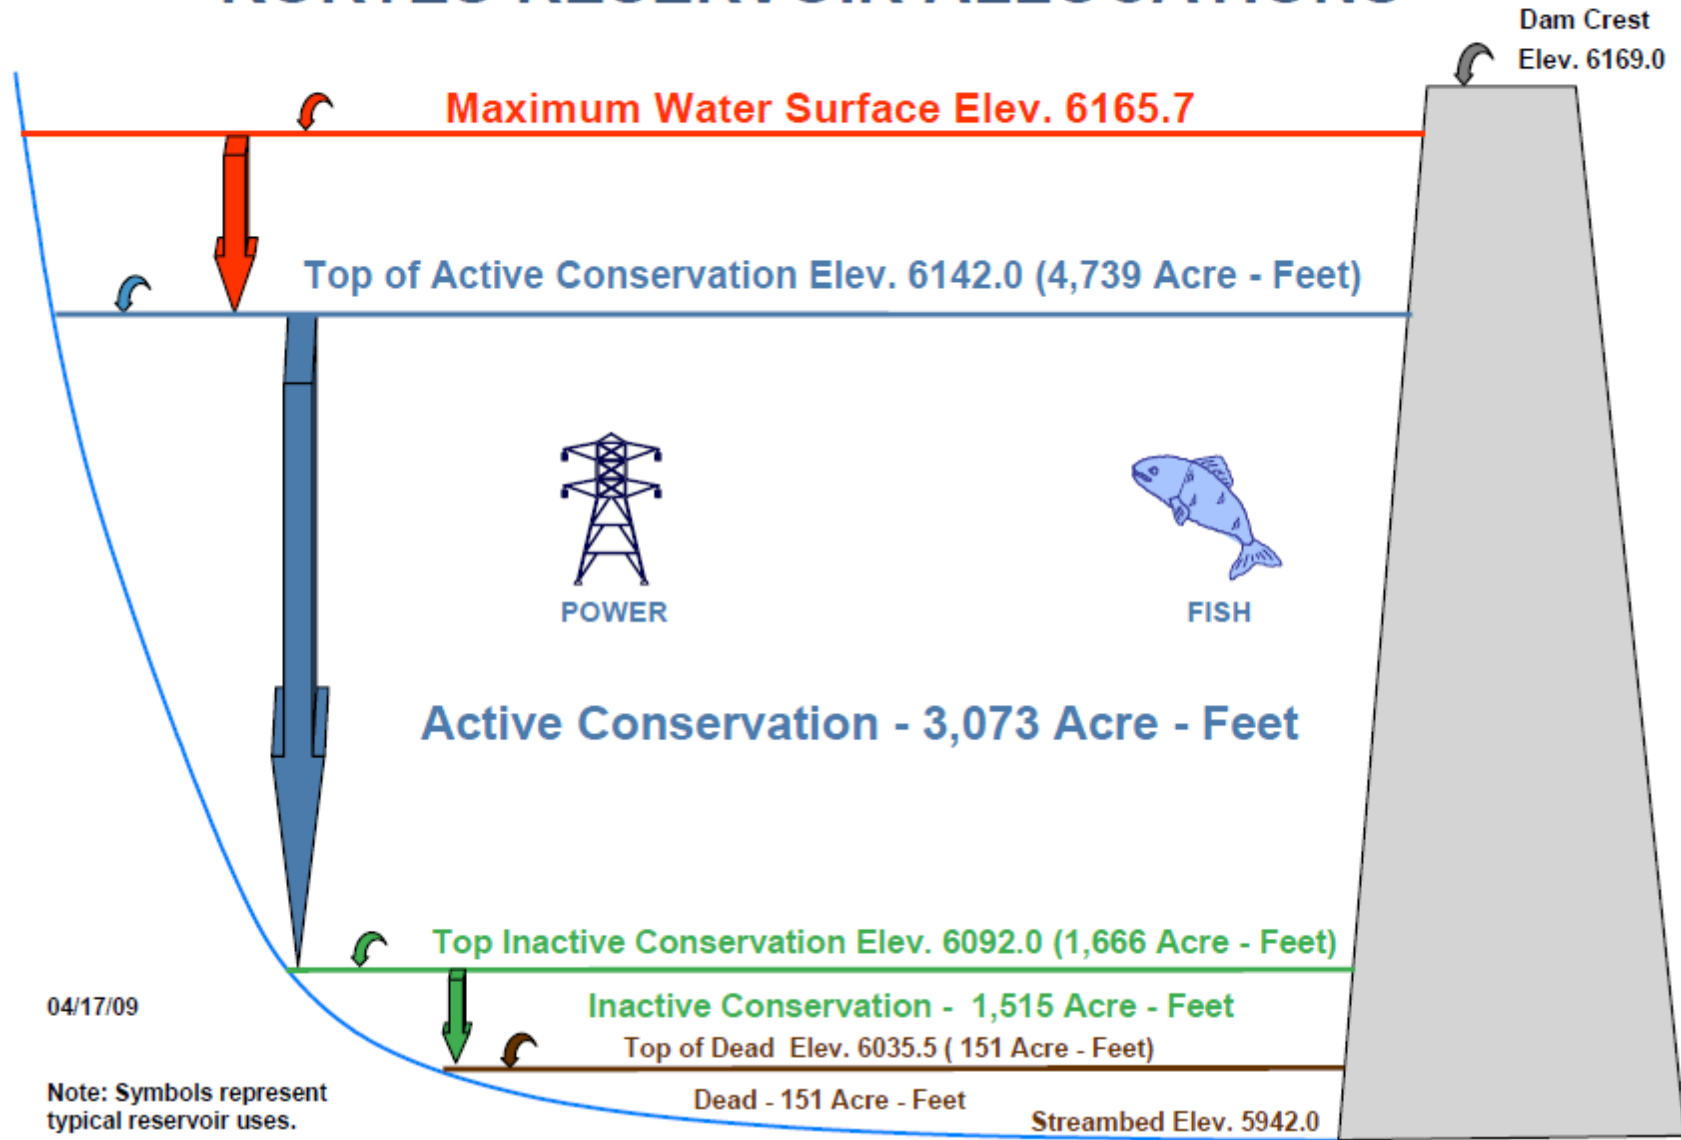 KORTES RESERVOIR ALLOCATIONS
Dam Crest
Elev. 6169.0
Maximum Water Surface Elev. 6165.7
Top of Active Conservation Elev. 6142.0 (4,739 Acre - Feet)
POWER
FISH
Active Conservation - 3,073 Acre - Feet
Top Inactive Conservation Elev. 6092.0 (1,666 Acre - Feet)
04/17/09
Inactive Conservation -  1,515 Acre - Feet
Top of Dead  Elev. 6035.5 ( 151 Acre - Feet)
Note: Symbols represent
typical reservoir uses.
Dead - 151 Acre - Feet
Streambed Elev. 5942.0